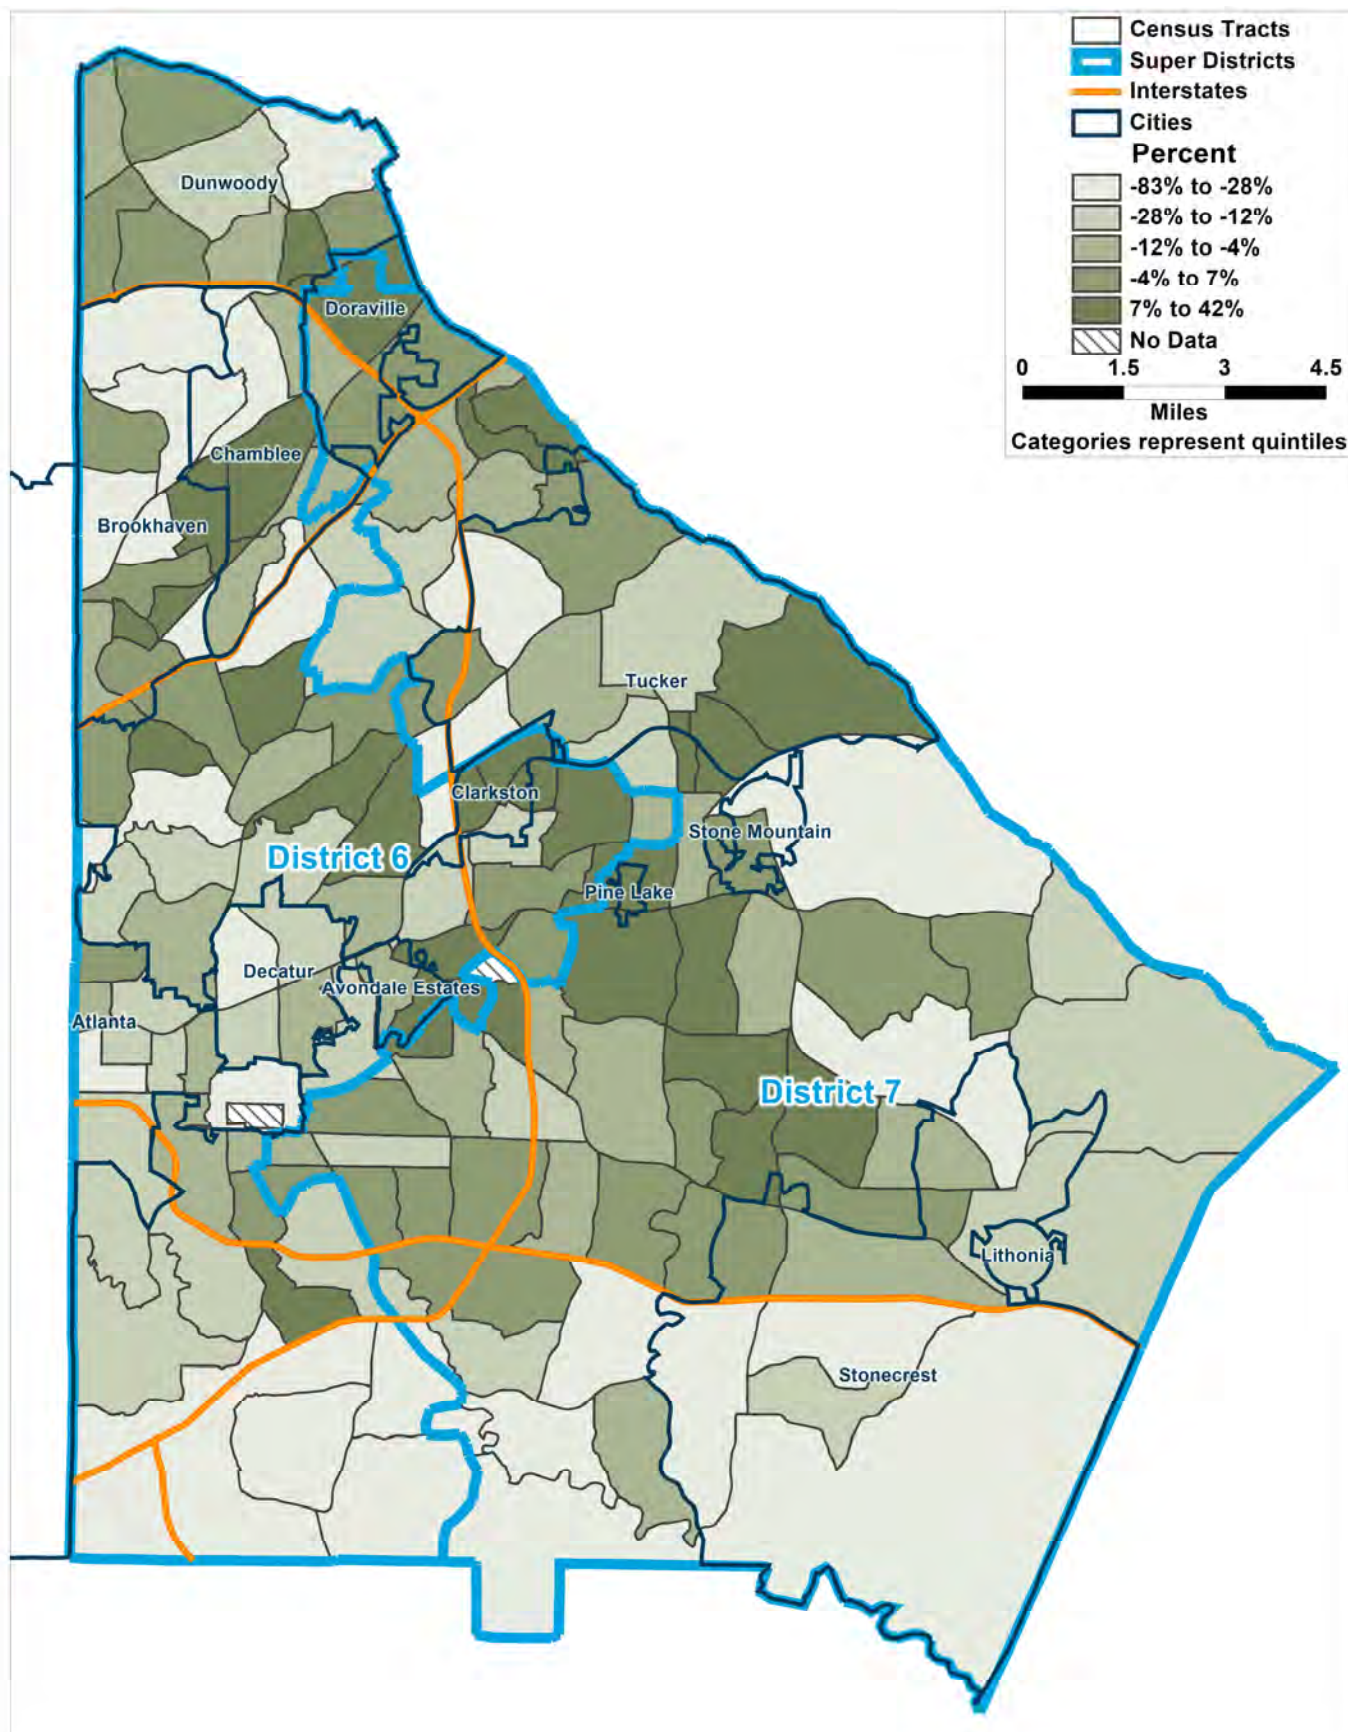 Census Tracts
Super Districts
Interstates
Cities
Percent
-83% to -28%
-28% to -12%
-12% to -4%
-4% to 7%
7% to 42%
No Data
0 1.5 3 4.5
Miles
Categories represent quintiles
Dunwoody
Doraville
Chamblee
Brookhaven
Tucker
Clarkston
Stone Mountain
District 6
Pine Lake
Decatur
Avondale Estates
Atlanta
District 7
Lithonia
Stonecrest